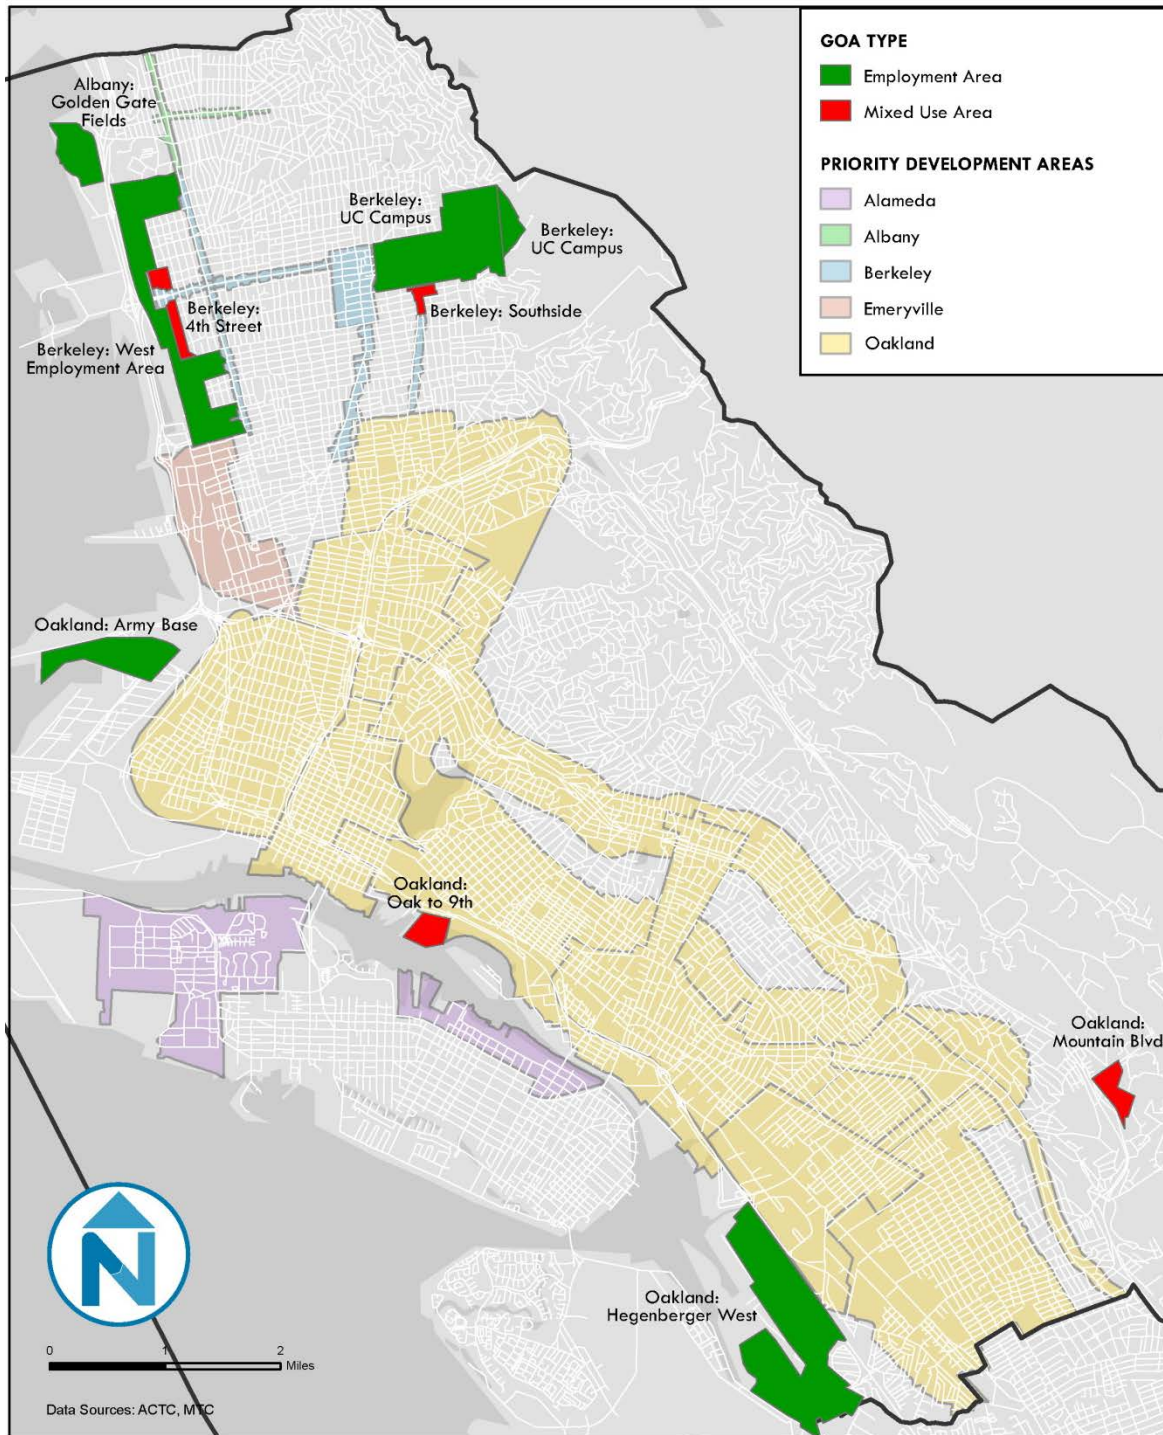 GOA TYPE
Employment Area
Mixed Use Area
PRIORITY DEVELOPMENT AREAS
Alameda
Albany
Berkeley
Emeryville
Oakland
Albany:
Golden Gate
Fields
Berkeley:
UC Campus
Berkeley:
UC Campus
Berkeley:
4th Street
Berkeley: Southside
Berkeley: West
Employment Area
Oakland: Army Base
Oakland:
Oak to 9th
Oakland:
Mountain Blvd
Oakland:
Hegenberger West
N
0 1 2
Miles
Data Sources: ACTC, MTC